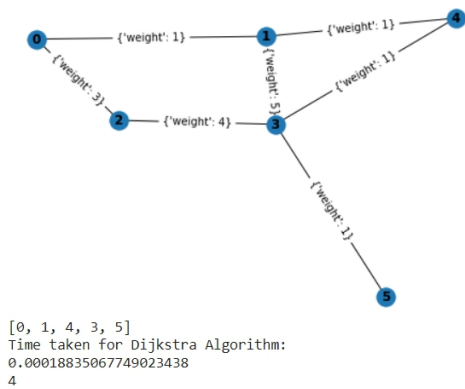 0
{'weight': 1}
1
{'weight': 1}
4
{'weight': 3}
{'weight': 5}
{'weight': 1}
2
{'weight': 4}
3
{'weight': 1}
5
[0, 1, 4, 3, 5]
Time taken for Dijkstra Algorithm:
0.00018835067749023438
4